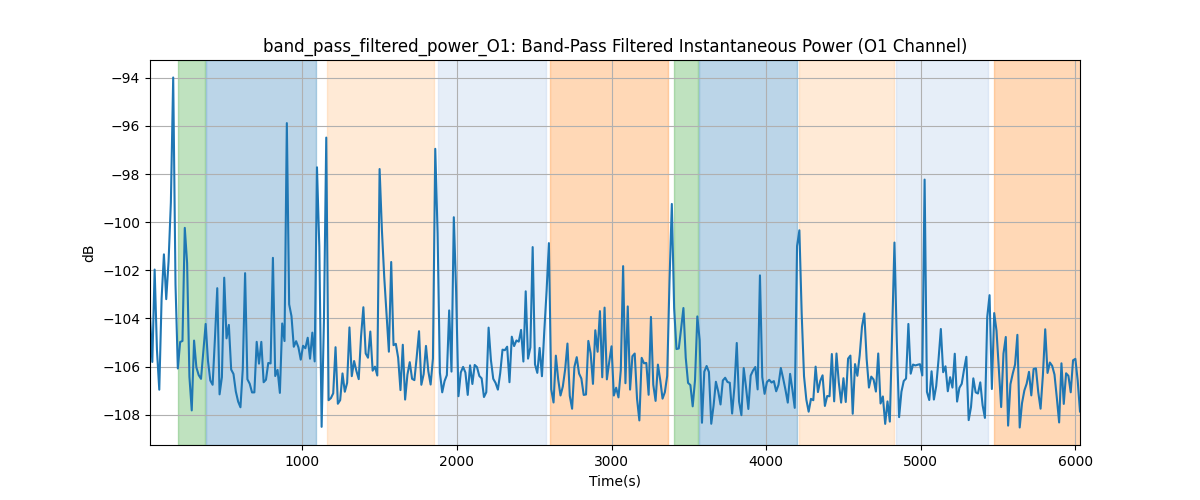 band_pass_filtered_power_O1: Band-Pass Filtered Instantaneous Power (O1 Channel)
−94
−96
−98
−100
−102
−104
−106
−108
dB
1000 2000 3000 4000 5000 6000
Time(s)